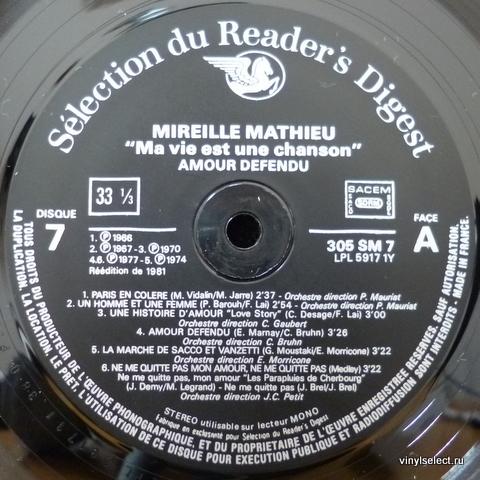 Sélection du Reader's Digest
MIREILLE MATHIEU
"Ma vie est une chanson"
AMOUR DEFENDU
33 1/3
SACEM
SACD
SDRM
SGDL
DISQUE
7
FACE
A
1. Ⓟ 1966
2. Ⓟ 1967 -3. Ⓟ 1970
4.6. Ⓟ 1977 - 5. Ⓟ 1974
Réédition de 1981
305 SM 7
LPL 5917 1Y
1. PARIS EN COLERE (M. Vidalin/M. Jarre) 2'37 - Orchestre direction P. Mauriat
2. UN HOMME ET UNE FEMME (P. Barouh/F. Lai) 2'54 - Orchestre direction P. Mauriat
3. UNE HISTOIRE D'AMOUR "Love Story" (C. Desage/F. Lai) 3'00
Orchestre direction C. Gaubert
4. AMOUR DEFENDU (E. Marnay/C. Bruhn) 3'26
Orchestre direction C. Bruhn
5. LA MARCHE DE SACCO ET VANZETTI (G. Moustaki/E. Morricone) 3'22
Orchestre direction E. Morricone
6. NE ME QUITTE PAS MON AMOUR, NE ME QUITTE PAS (Medley) 3'22
Ne me quitte pas, mon amour "Les Parapluies de Cherbourg"
(J. Demy/M. Legrand) - Ne me quitte pas (J. Brel/J. Brel)
Orchestre direction J.C. Petit
STEREO utilisable sur lecteur MONO
Fabriqué en exclusivité pour Sélection du Reader's Digest
TOUS DROITS DU PRODUCTEUR DE L'ŒUVRE PHONOGRAPHIQUE, ET DU PROPRIETAIRE DE L'ŒUVRE ENREGISTREE RESERVES. SAUF AUTORISATION,
LA DUPLICATION, LA LOCATION, LE PRET, L'UTILISATION DE CE DISQUE POUR EXECUTION PUBLIQUE ET RADIODIFFUSION SONT INTERDITS - MADE IN FRANCE.
vinylselect.ru